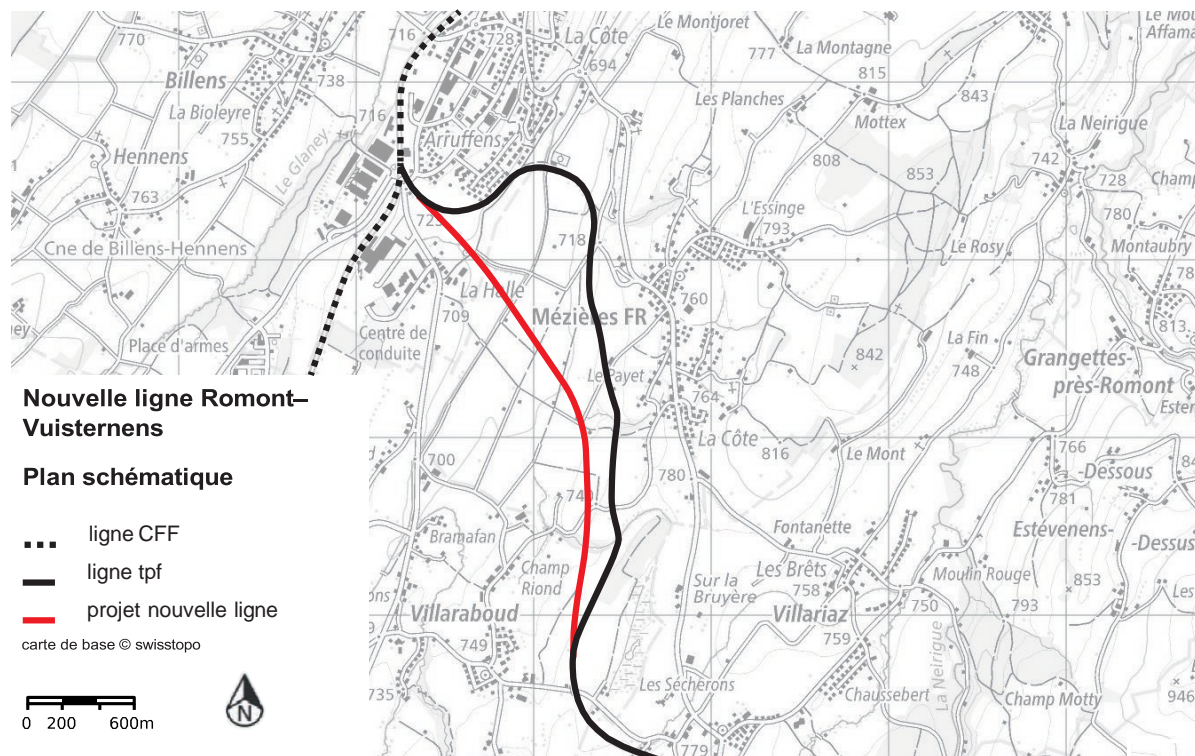 716
728
La Côte
Le Montjoret
770
694
777
La Montagne
Billens
738
815
Les Planches
843
La Bioleyre
716
Mottex
La Neirigue
755
Arruffens
Hennens
Le Glaney
808
742
853
763
728
L'Essinge
780
793
Cne de Billens-Hennens
718
Le Rosy
Montaubry
La Halle
760
709
Mézières FR
813
Centre de
conduite
Place d'armes
La Fin
842
Grangettes-
près-Romont
Le Payet
748
764
Nouvelle ligne Romont–
Vuisternens
La Côte
766
816
Le Mont
700
780
-Dessous
Plan schématique
740
781
ligne CFF
Bramafan
Fontanette
Estévenens-
-Dessus
ligne tpf
Champ
Riond
Les Brêts
Moulin Rouge
853
Sur la
Bruyère
758
projet nouvelle ligne
Villaraboud
Villariaz
750
793
carte de base © swisstopo
749
759
La Neirigue
735
Les Sécherons
Chaussebert
Champ Motty
946
0 200 600m
N
779